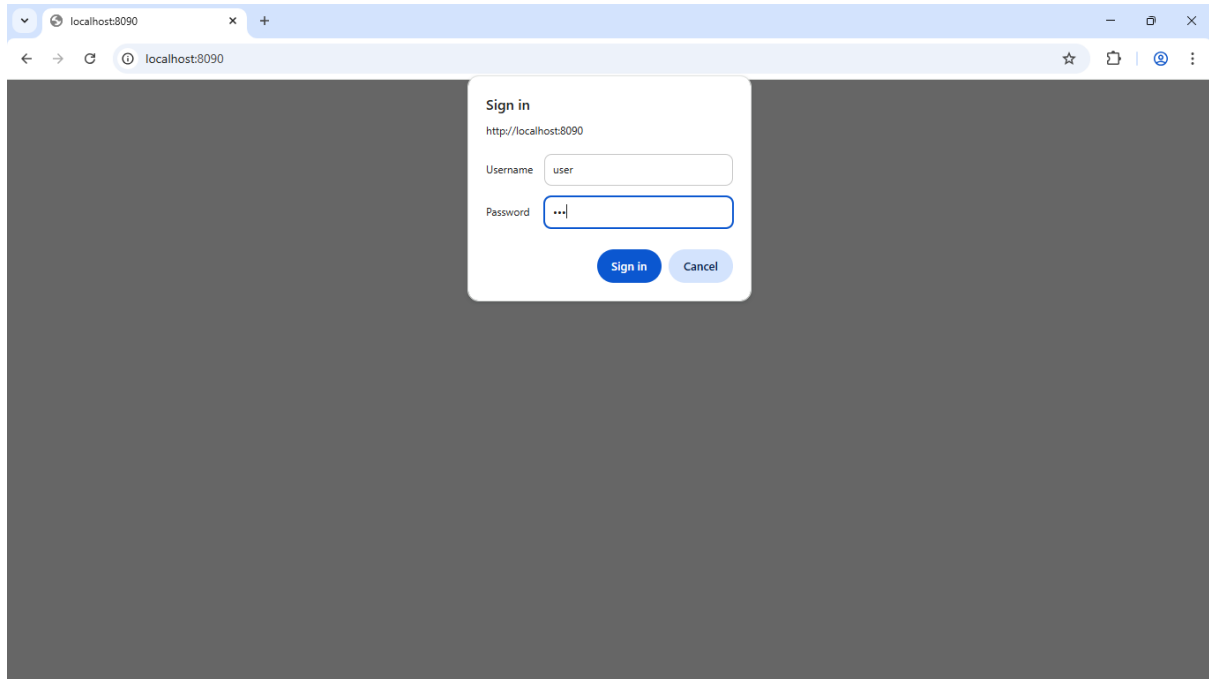 localhost:8090
localhost:8090
Sign in
http://localhost:8090
Username user
Password •••
Sign in Cancel